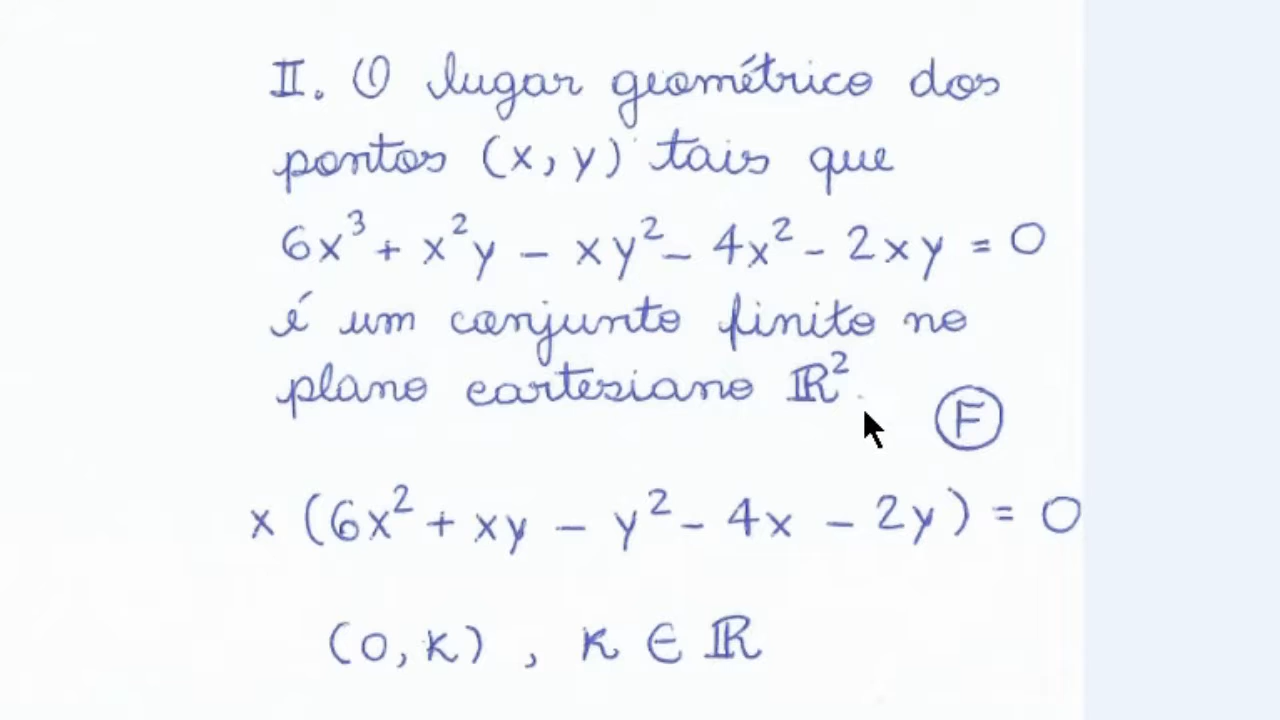 II. O lugar geométrico dos
pontos (x, y) tais que
6x³ + x²y - xy² - 4x² - 2xy = 0
é um conjunto finito no
plano cartesiano ℝ².
F
x (6x² + xy - y² - 4x - 2y) = 0
(0, K) , K ∈ ℝ